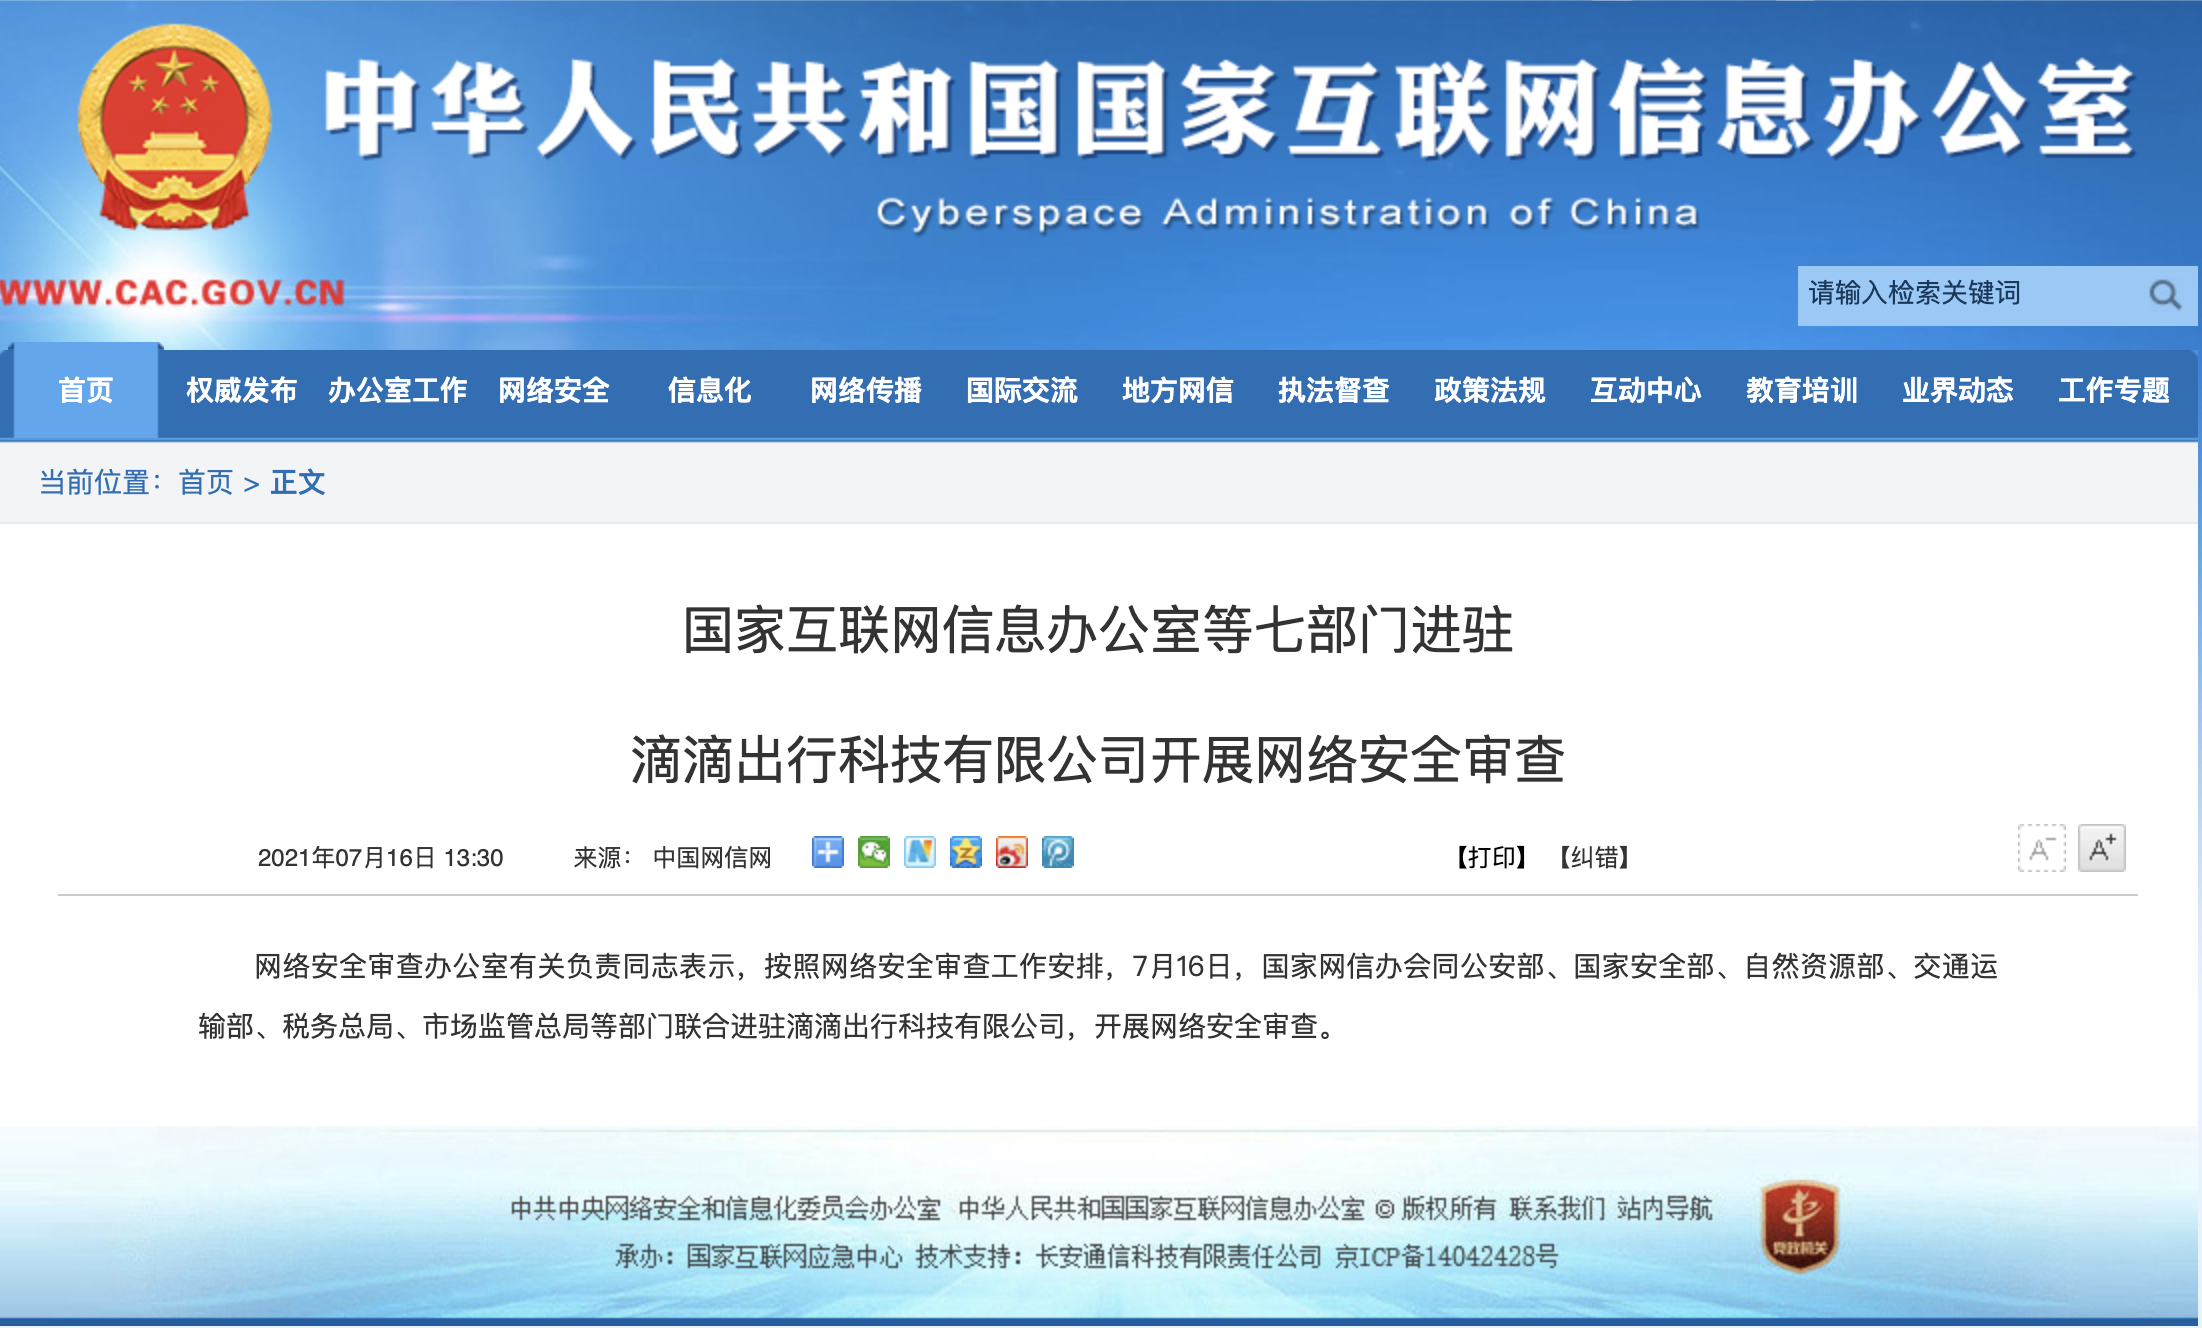 中华人民共和国国家互联网信息办公室
Cyberspace Administration of China
WWW.CAC.GOV.CN
请输入检索关键词
首页 权威发布 办公室工作 网络安全 信息化 网络传播 国际交流 地方网信 执法督查 政策法规 互动中心 教育培训 业界动态 工作专题
当前位置：首页 > 正文
国家互联网信息办公室等七部门进驻
滴滴出行科技有限公司开展网络安全审查
2021年07月16日 13:30 来源： 中国网信网 【打印】 【纠错】 A- A+
网络安全审查办公室有关负责同志表示，按照网络安全审查工作安排，7月16日，国家网信办会同公安部、国家安全部、自然资源部、交通运
输部、税务总局、市场监管总局等部门联合进驻滴滴出行科技有限公司，开展网络安全审查。
中共中央网络安全和信息化委员会办公室 中华人民共和国国家互联网信息办公室 © 版权所有 联系我们 站内导航
承办：国家互联网应急中心 技术支持：长安通信科技有限责任公司 京ICP备14042428号
党政机关